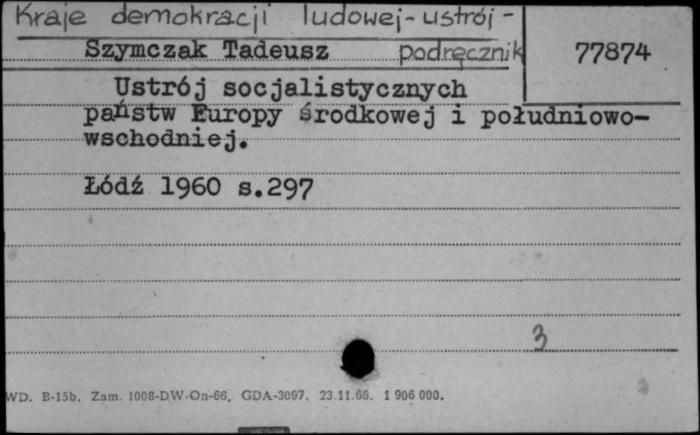 Kraje demokracji ludowej - ustrój -
Szymczak Tadeusz podręcznik 77874
Ustrój socjalistycznych
państw Europy środkowej i południowo-
wschodniej.
Łódź 1960 s.297
3
WD. B-15b. Zam. 1008-DW-On-66. GDA-3097. 23.11.66. 1 906 000.